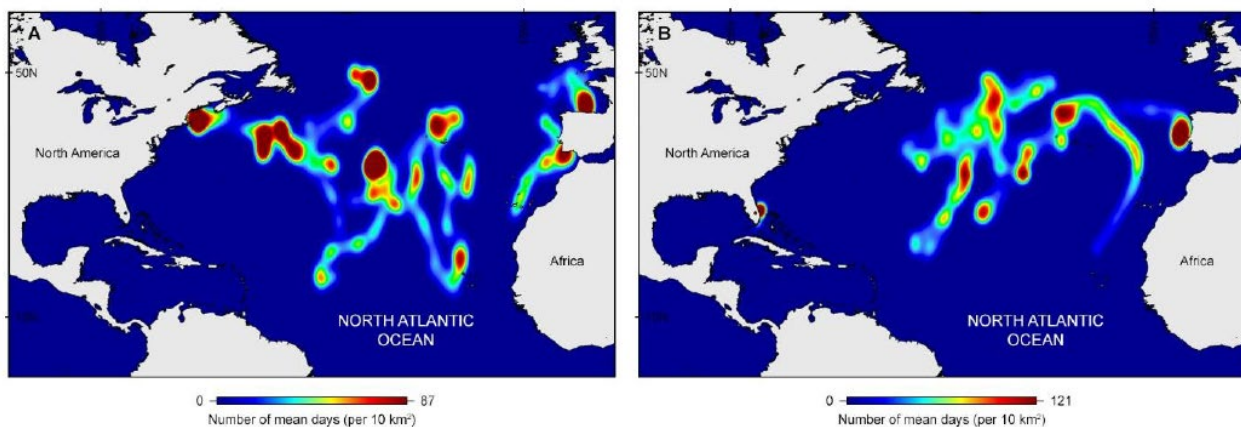 A
50N
North America
Africa
NORTH ATLANTIC
OCEAN
0
87
Number of mean days (per 10 km²)
B
50N
North America
Africa
NORTH ATLANTIC
OCEAN
0
121
Number of mean days (per 10 km²)